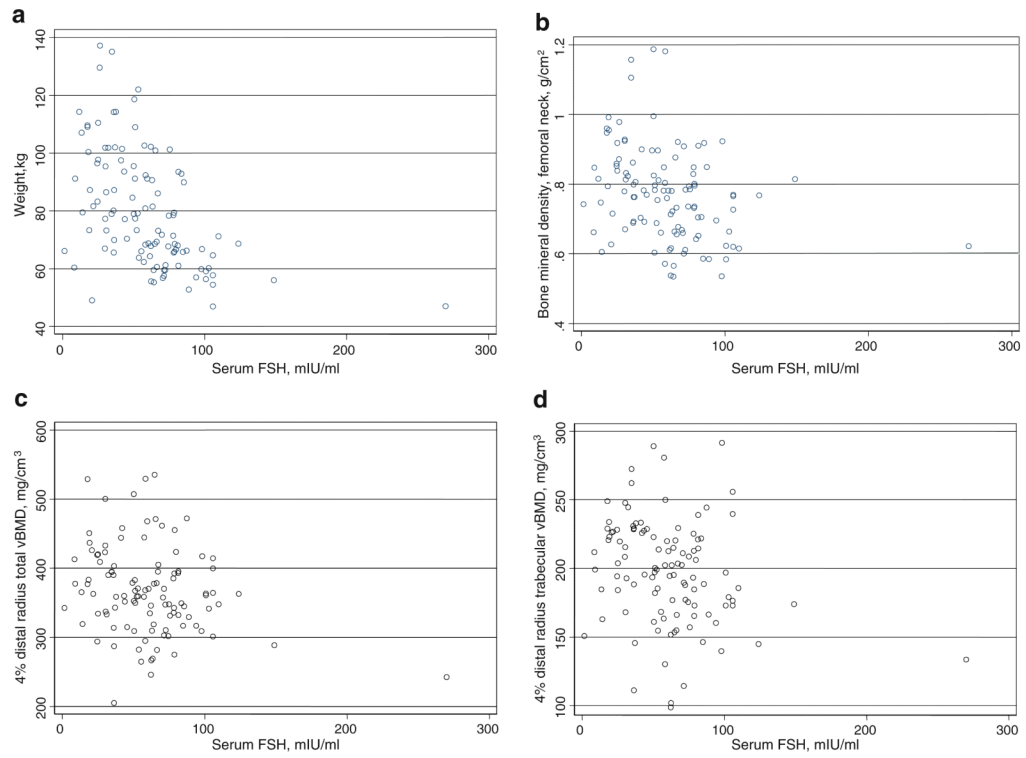 a
Weight,kg
140
120
100
80
60
40
0 100 200 300
Serum FSH, mIU/ml
b
Bone mineral density, femoral neck, g/cm²
1.2
1
.8
.6
.4
0 100 200 300
Serum FSH, mIU/ml
c
4% distal radius total vBMD, mg/cm³
600
500
400
300
200
0 100 200 300
Serum FSH, mIU/ml
d
4% distal radius trabecular vBMD, mg/cm³
300
250
200
150
100
0 100 200 300
Serum FSH, mIU/ml